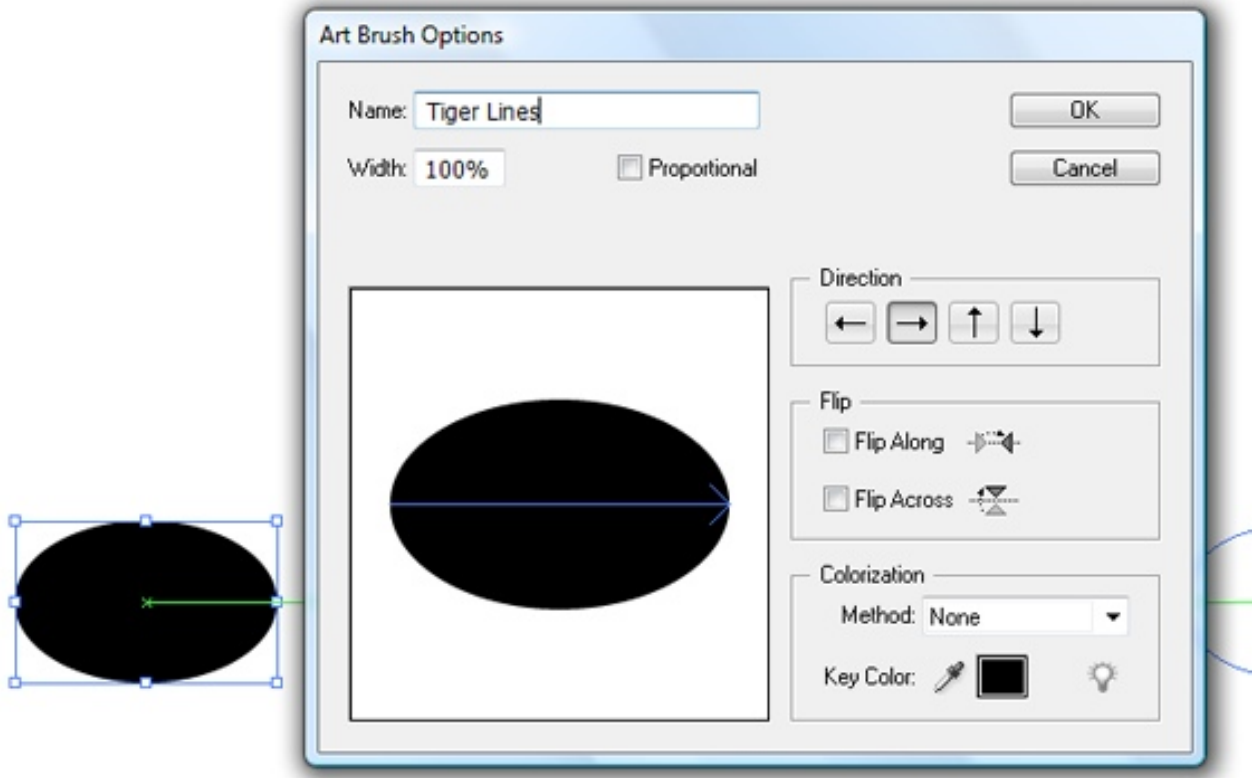 Art Brush Options
Name: Tiger Lines
OK
Width: 100%
Proportional
Cancel
Direction
Flip
Flip Along
Flip Across
Colorization
Method: None
Key Color: